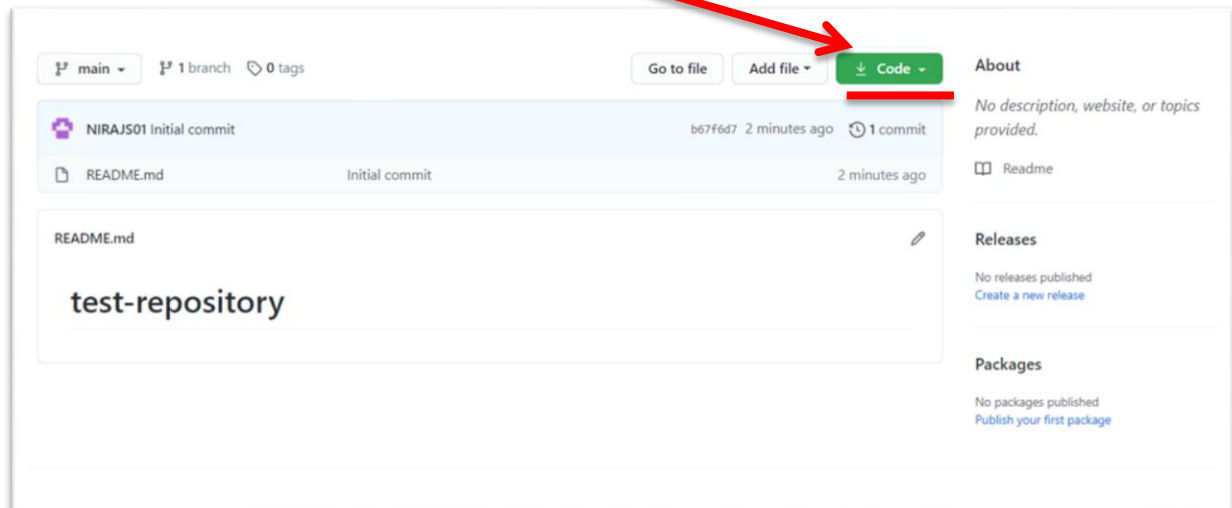 main 1 branch 0 tags Go to file Add file Code
NIRAJS01 Initial commit b67f6d7 2 minutes ago 1 commit
README.md Initial commit 2 minutes ago
README.md
test-repository
About
No description, website, or topics
provided.
Readme
Releases
No releases published
Create a new release
Packages
No packages published
Publish your first package